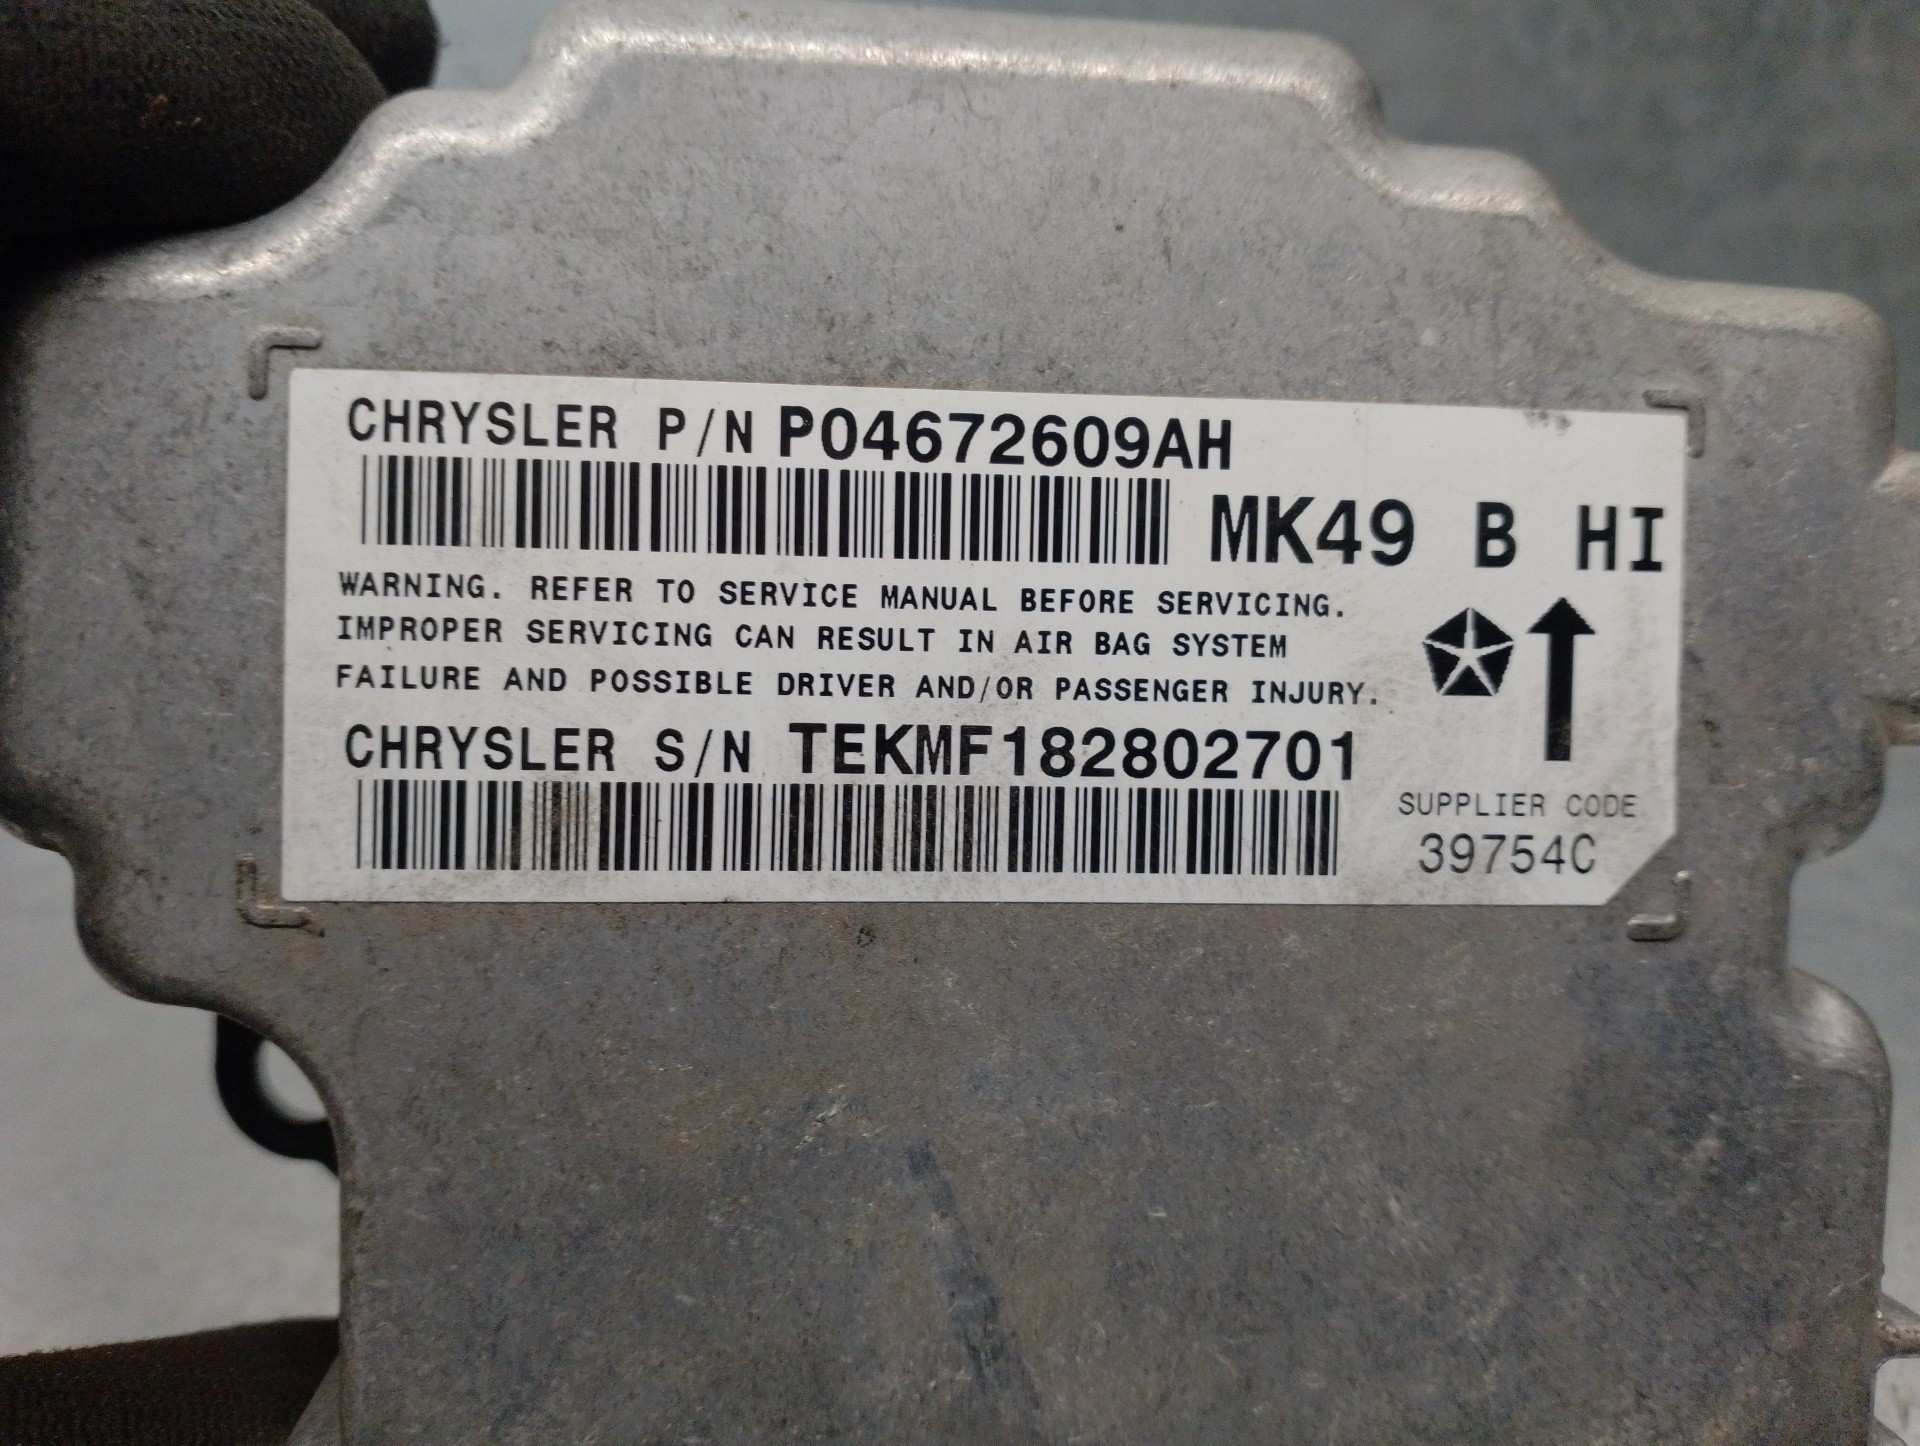 CHRYSLER P/N P04672609AH
MK49 B HI
WARNING. REFER TO SERVICE MANUAL BEFORE SERVICING.
IMPROPER SERVICING CAN RESULT IN AIR BAG SYSTEM
FAILURE AND POSSIBLE DRIVER AND/OR PASSENGER INJURY.
CHRYSLER S/N TEKMF182802701
SUPPLIER CODE
39754C